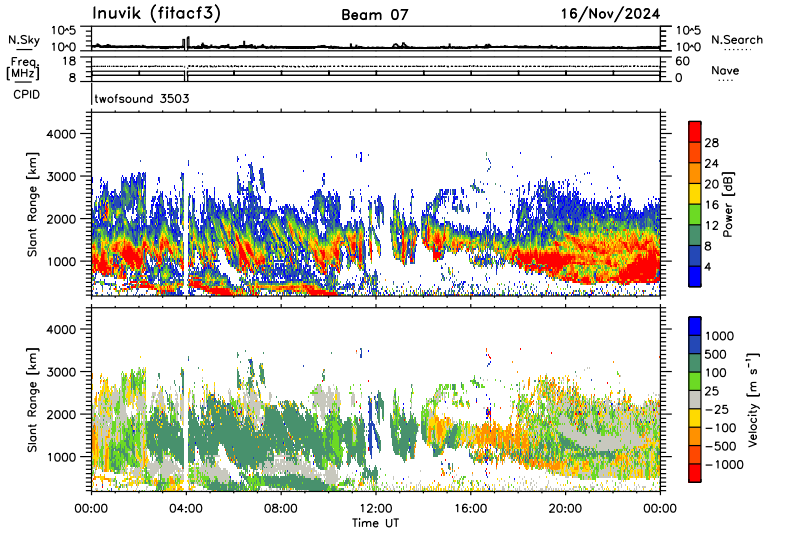 Inuvik (fitacf3) Beam 07 16/Nov/2024
N.Sky 10^5 10^0 10^5 10^0 N.Search
Freq. [MHz] 18 8 60 0 Nave
CPID twofsound 3503
Slant Range [km] 4000 3000 2000 1000
Power [dB] 28 24 20 16 12 8 4
Slant Range [km] 4000 3000 2000 1000
Velocity [m s^-1] 1000 500 100 25 -25 -100 -500 -1000
00:00 04:00 08:00 12:00 16:00 20:00 00:00
Time UT